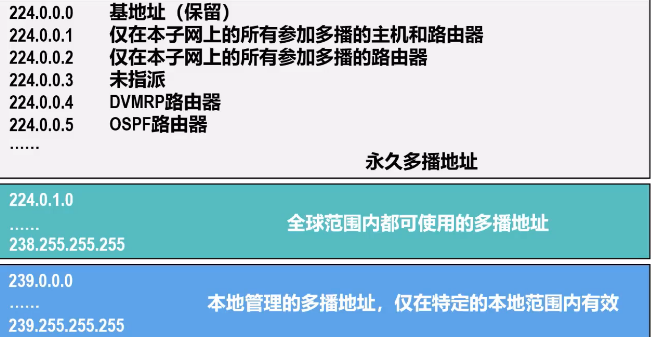 224.0.0.0 基地址（保留）
224.0.0.1 仅在本子网上的所有参加多播的主机和路由器
224.0.0.2 仅在本子网上的所有参加多播的路由器
224.0.0.3 未指派
224.0.0.4 DVMRP路由器
224.0.0.5 OSPF路由器
......
永久多播地址
224.0.1.0
......
全球范围内都可使用的多播地址
238.255.255.255
239.0.0.0
......
本地管理的多播地址，仅在特定的本地范围内有效
239.255.255.255